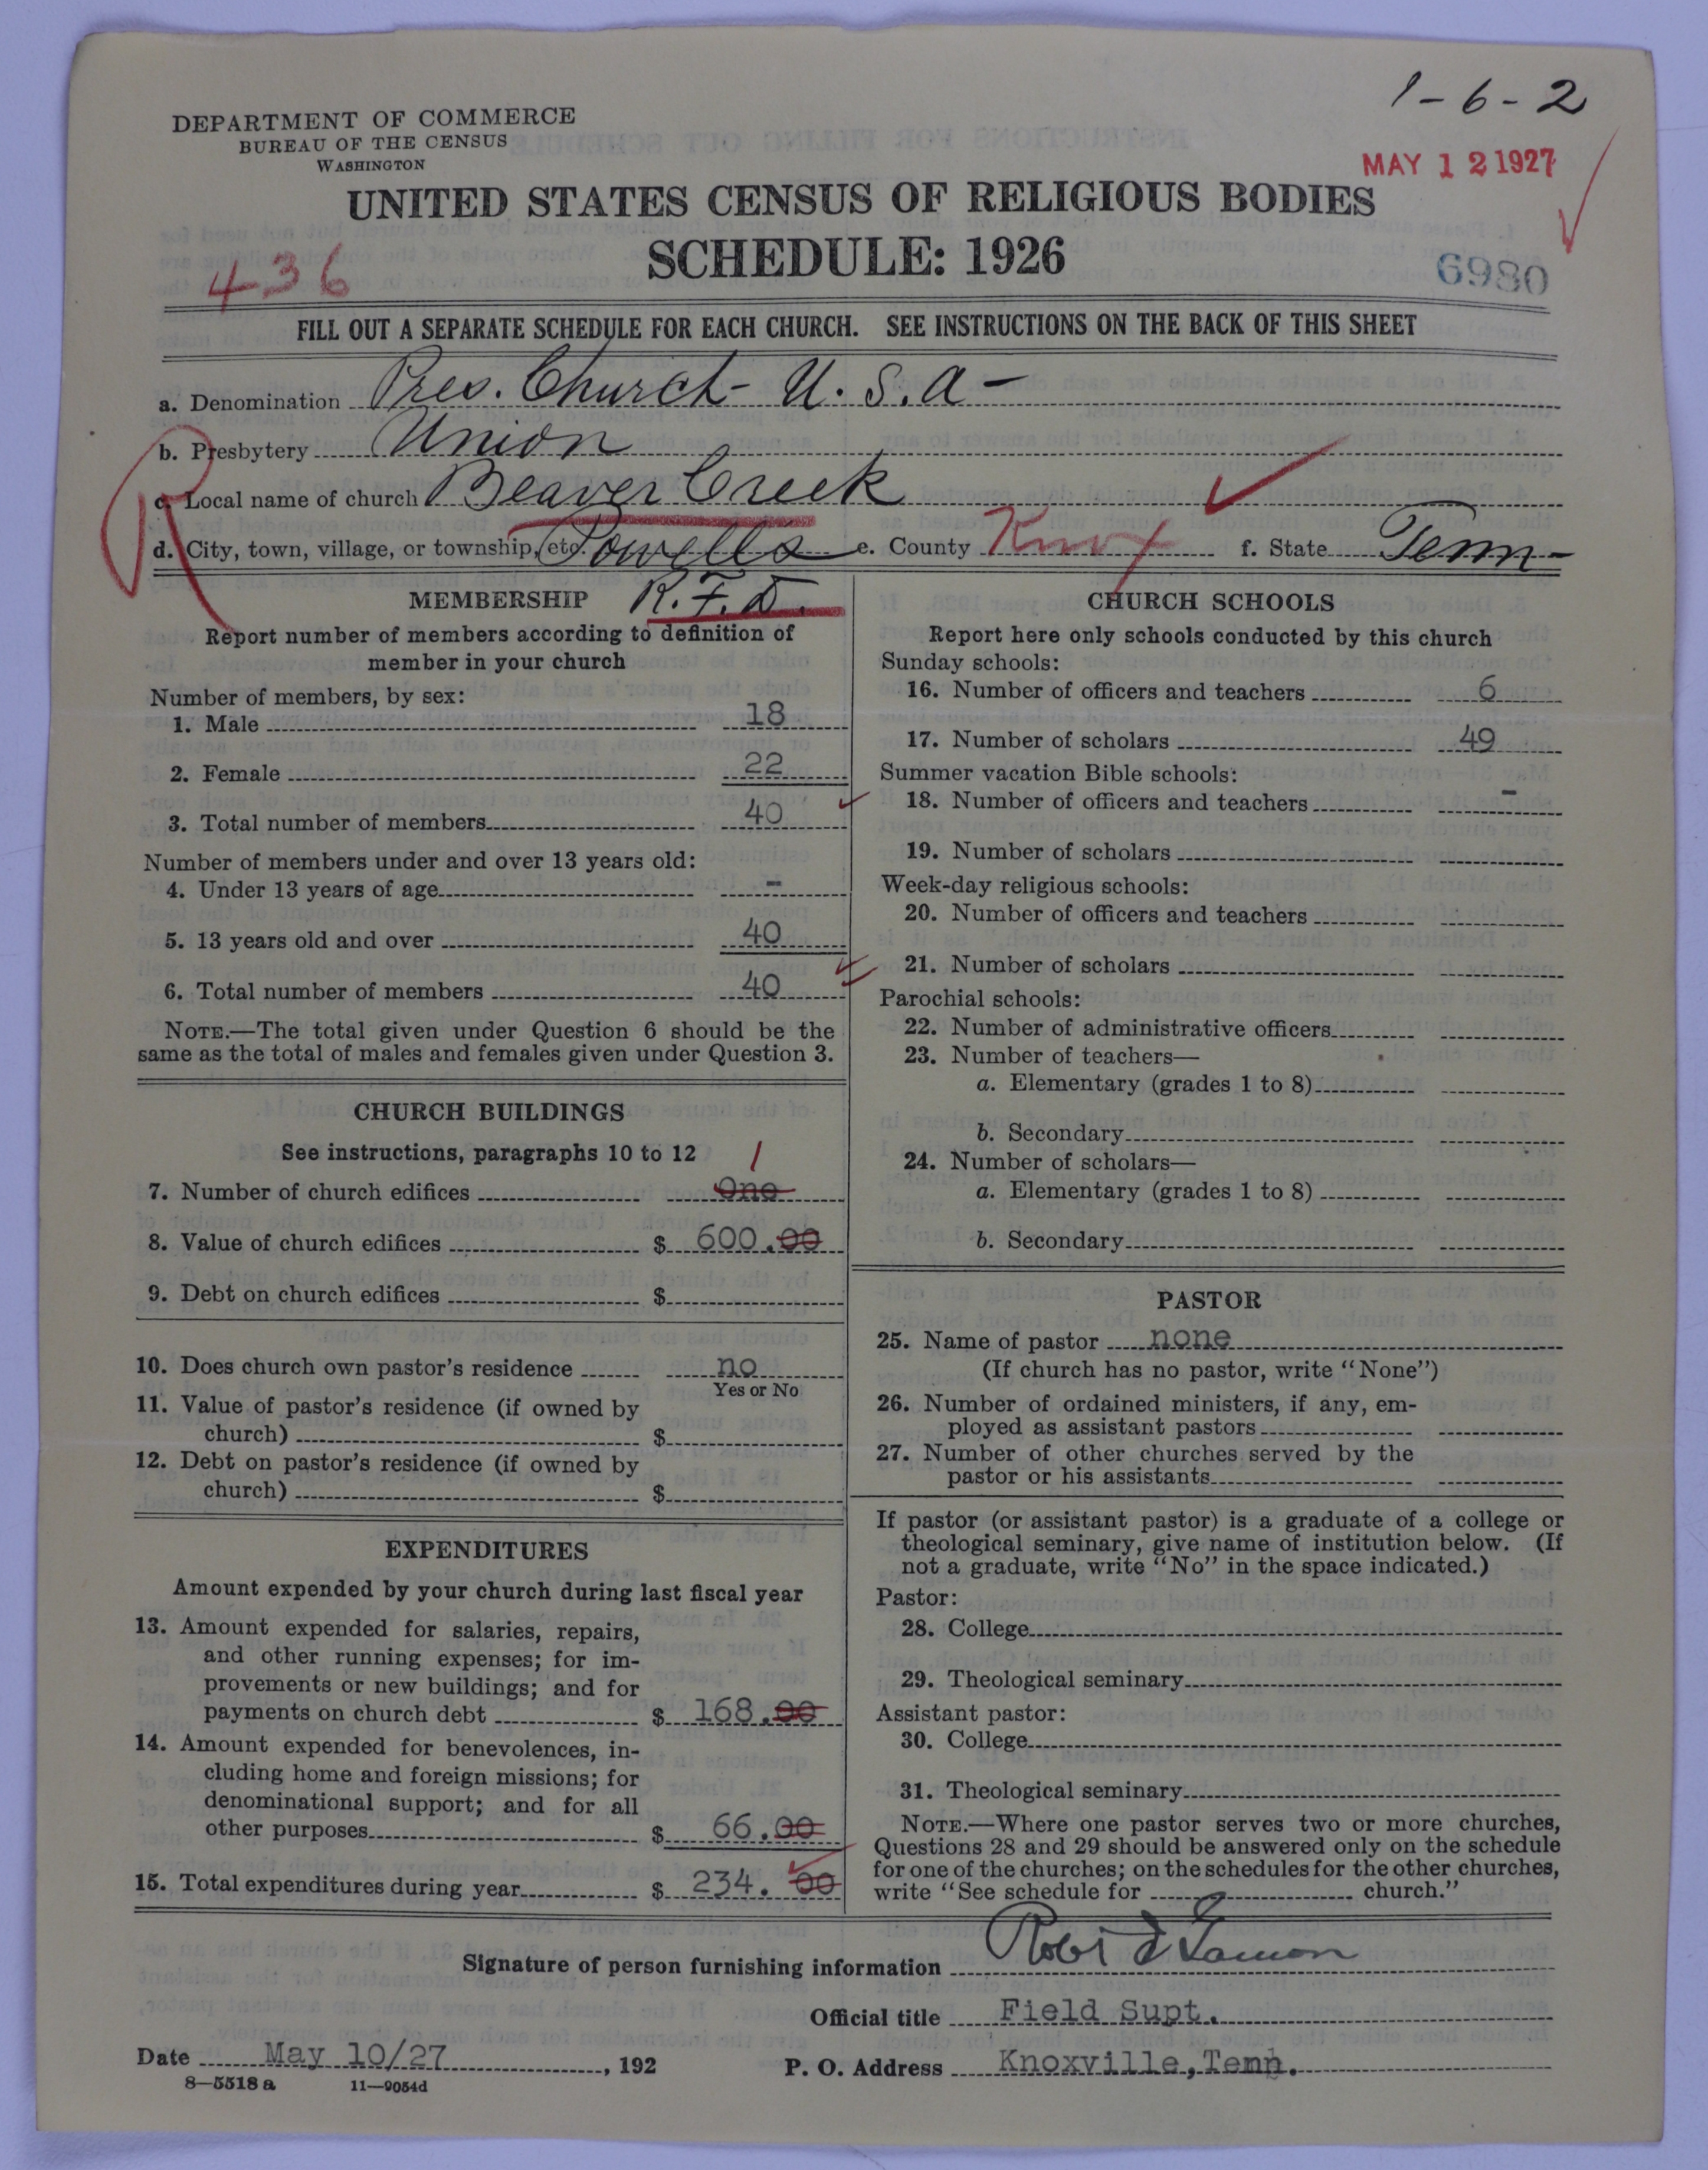 1-6-2
DEPARTMENT OF COMMERCE
BUREAU OF THE CENSUS
WASHINGTON
MAY 12 1927
UNITED STATES CENSUS OF RELIGIOUS BODIES
SCHEDULE: 1926
436
6980
FILL OUT A SEPARATE SCHEDULE FOR EACH CHURCH. SEE INSTRUCTIONS ON THE BACK OF THIS SHEET
a. Denomination Pres. Church - U.S.A -
b. Presbytery Union
c. Local name of church Beaver Creek
d. City, town, village, or township, etc. Powells e. County Knox f. State Tenn-
R.F.D.
R
MEMBERSHIP
Report number of members according to definition of
member in your church
Number of members, by sex:
1. Male 18
2. Female 22
3. Total number of members 40
Number of members under and over 13 years old:
4. Under 13 years of age -
5. 13 years old and over 40
6. Total number of members 40
NOTE.—The total given under Question 6 should be the
same as the total of males and females given under Question 3.
CHURCH BUILDINGS
See instructions, paragraphs 10 to 12
1
7. Number of church edifices One
8. Value of church edifices $ 600.00
9. Debt on church edifices $
10. Does church own pastor's residence no
Yes or No
11. Value of pastor's residence (if owned by
church) $
12. Debt on pastor's residence (if owned by
church) $
EXPENDITURES
Amount expended by your church during last fiscal year
13. Amount expended for salaries, repairs,
and other running expenses; for im-
provements or new buildings; and for
payments on church debt $ 168.00
14. Amount expended for benevolences, in-
cluding home and foreign missions; for
denominational support; and for all
other purposes $ 66.00
15. Total expenditures during year $ 234. 00
CHURCH SCHOOLS
Report here only schools conducted by this church
Sunday schools:
16. Number of officers and teachers 6
17. Number of scholars 49
Summer vacation Bible schools:
18. Number of officers and teachers -
19. Number of scholars
Week-day religious schools:
20. Number of officers and teachers
21. Number of scholars
Parochial schools:
22. Number of administrative officers
23. Number of teachers—
a. Elementary (grades 1 to 8)
b. Secondary
24. Number of scholars—
a. Elementary (grades 1 to 8)
b. Secondary
PASTOR
25. Name of pastor none
(If church has no pastor, write "None")
26. Number of ordained ministers, if any, em-
ployed as assistant pastors
27. Number of other churches served by the
pastor or his assistants
If pastor (or assistant pastor) is a graduate of a college or
theological seminary, give name of institution below. (If
not a graduate, write "No" in the space indicated.)
Pastor:
28. College
29. Theological seminary
Assistant pastor:
30. College
31. Theological seminary
NOTE.—Where one pastor serves two or more churches,
Questions 28 and 29 should be answered only on the schedule
for one of the churches; on the schedules for the other churches,
write "See schedule for church."
Signature of person furnishing information Robt
Official title Field Supt.
Date May 10/27, 192
P. O. Address Knoxville, Tenn.
8—5518a 11—9054d